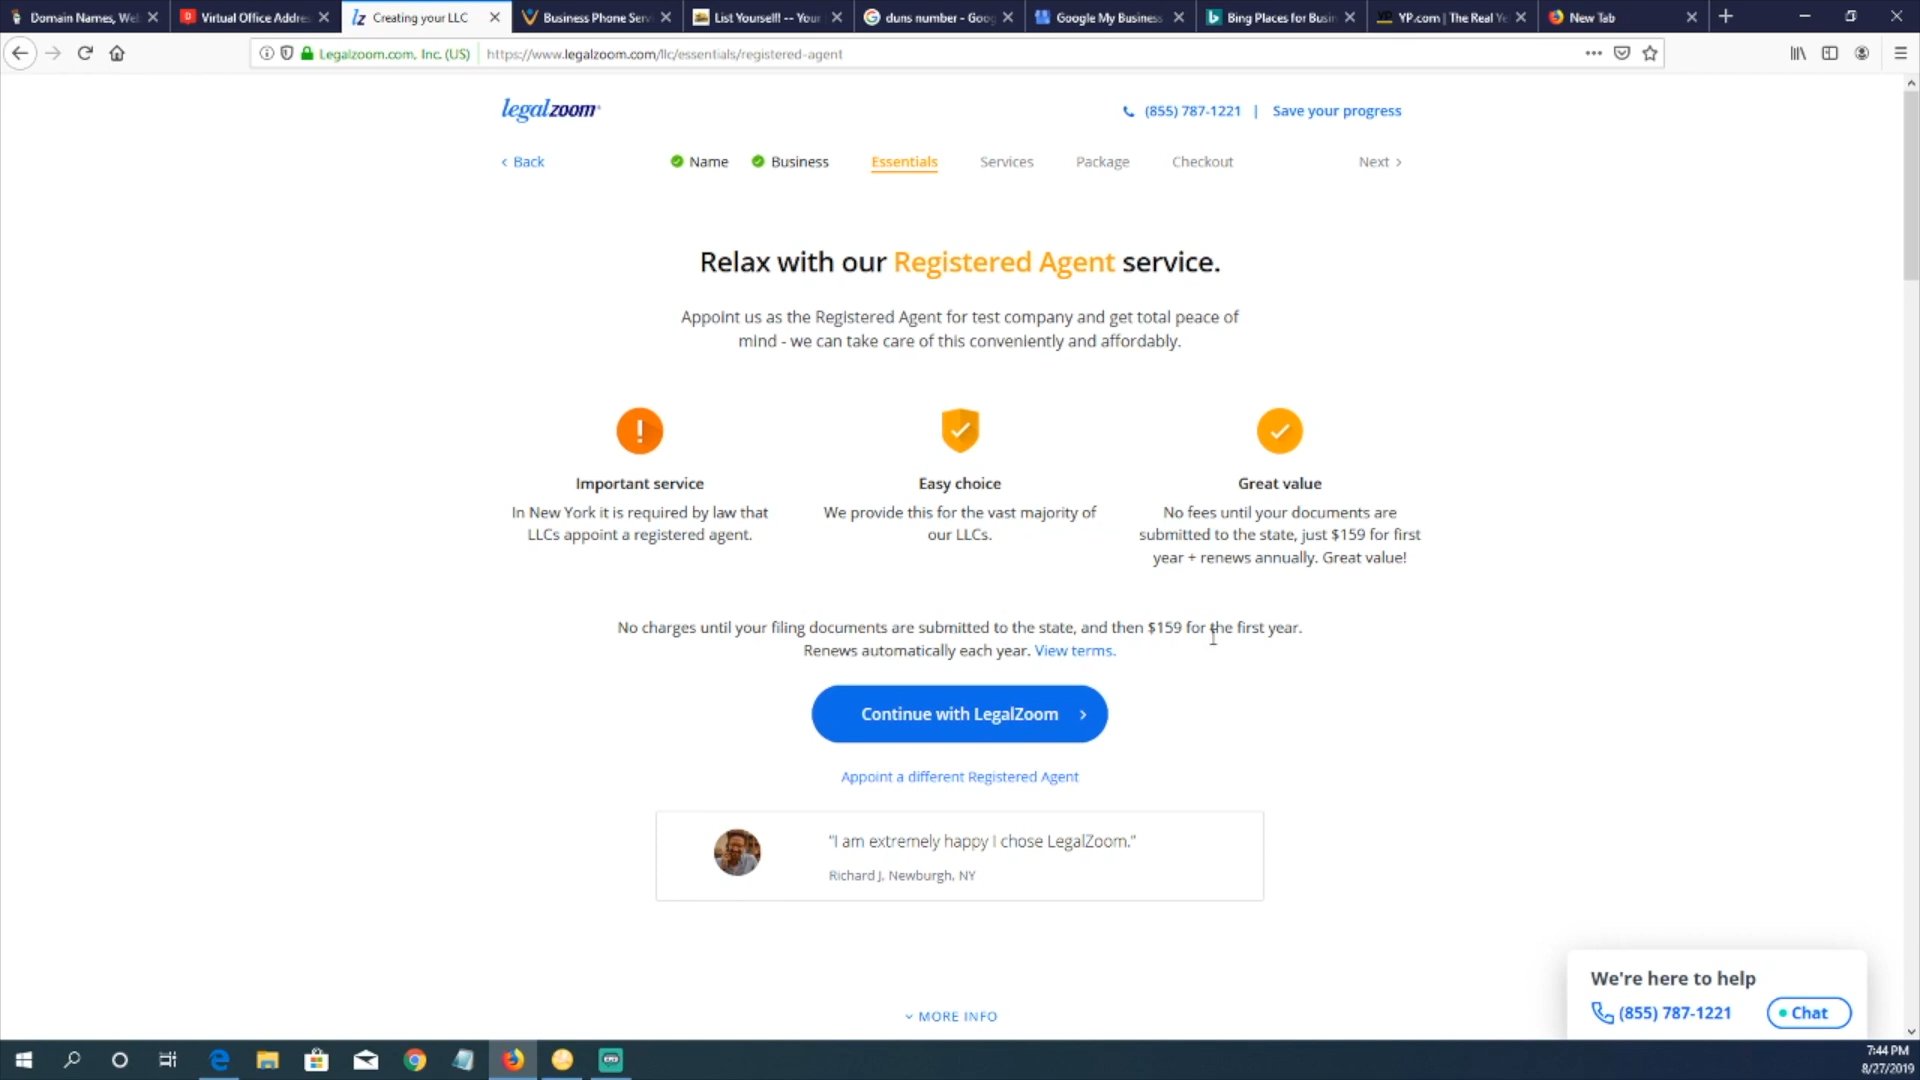 Domain Names, We
Virtual Office Addre
Creating your LLC
Business Phone Serv
List Yourself! -- Your
duns number - Goog
Google My Business
Bing Places for Busin
YP.com | The Real Ye
New Tab
Legalzoom.com, Inc. (US)
https://www.legalzoom.com/llc/essentials/registered-agent
legalzoom
(855) 787-1221 | Save your progress
Back
Name
Business
Essentials
Services
Package
Checkout
Next
Relax with our Registered Agent service.
Appoint us as the Registered Agent for test company and get total peace of
mind - we can take care of this conveniently and affordably.
Important service
In New York it is required by law that
LLCs appoint a registered agent.
Easy choice
We provide this for the vast majority of
our LLCs.
Great value
No fees until your documents are
submitted to the state, just $159 for first
year + renews annually. Great value!
No charges until your filing documents are submitted to the state, and then $159 for the first year.
Renews automatically each year. View terms.
Continue with LegalZoom
Appoint a different Registered Agent
"I am extremely happy I chose LegalZoom."
Richard J, Newburgh, NY
MORE INFO
We're here to help
(855) 787-1221
Chat
7:44 PM
8/27/2019